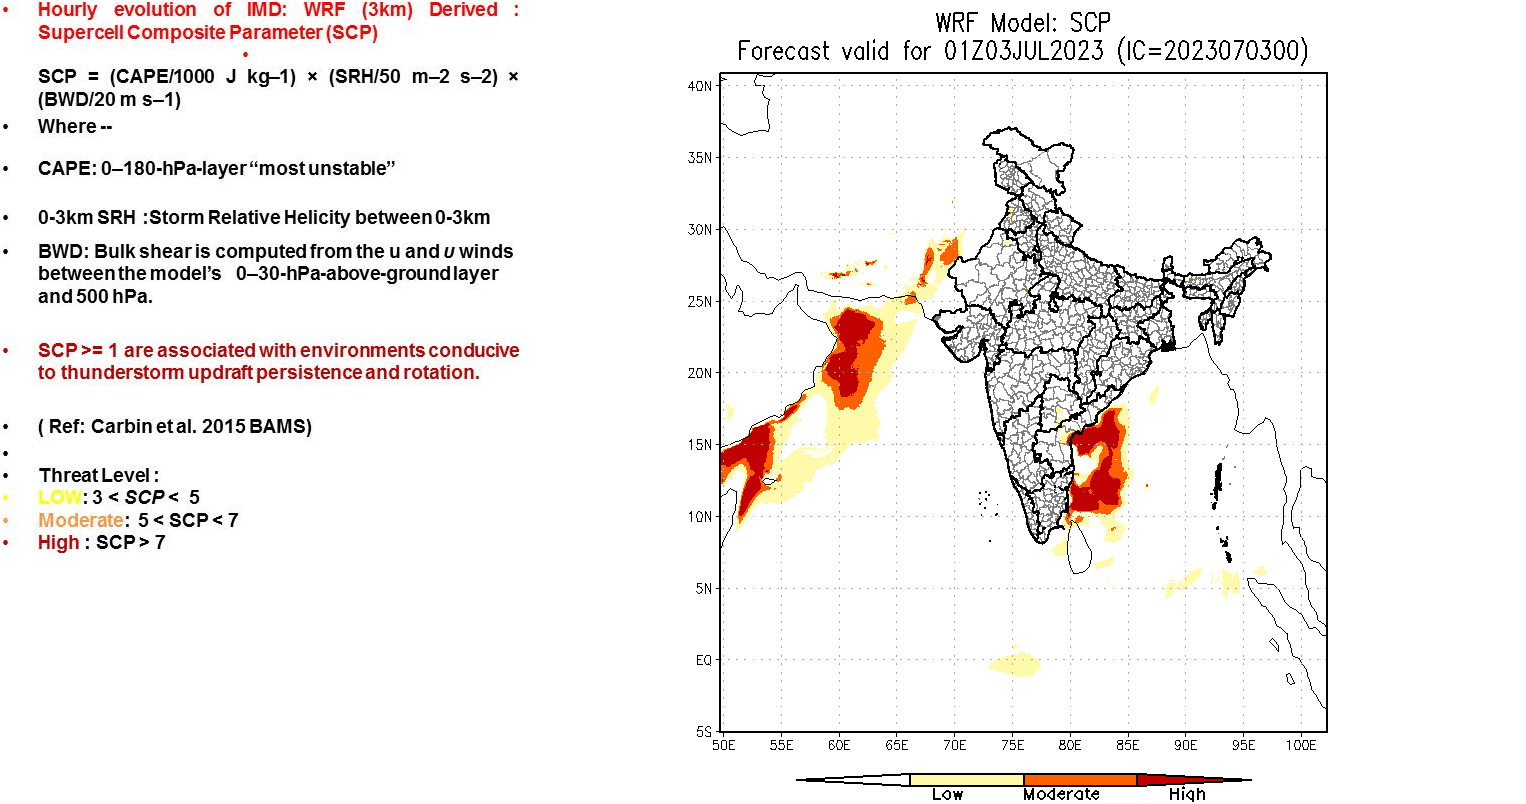 • Hourly evolution of IMD: WRF (3km) Derived :
Supercell Composite Parameter (SCP)
•
SCP = (CAPE/1000 J kg–1) × (SRH/50 m–2 s–2) ×
(BWD/20 m s–1)
• Where --
• CAPE: 0–180-hPa-layer “most unstable”
• 0-3km SRH :Storm Relative Helicity between 0-3km
• BWD: Bulk shear is computed from the u and υ winds
between the model’s 0–30-hPa-above-ground layer
and 500 hPa.
• SCP >= 1 are associated with environments conducive
to thunderstorm updraft persistence and rotation.
• ( Ref: Carbin et al. 2015 BAMS)
•
• Threat Level :
• LOW: 3 < SCP < 5
• Moderate: 5 < SCP < 7
• High : SCP > 7
WRF Model: SCP
Forecast valid for 01Z03JUL2023 (IC=2023070300)
40N
35N
30N
25N
20N
15N
10N
5N
EQ
5S
50E 55E 60E 65E 70E 75E 80E 85E 90E 95E 100E
Low Moderate High